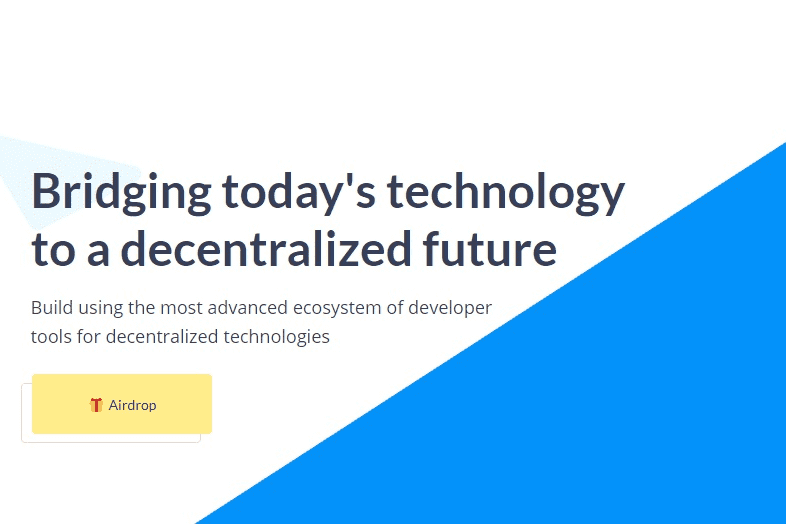 Bridging today's technology
to a decentralized future
Build using the most advanced ecosystem of developer
tools for decentralized technologies
🎁 Airdrop